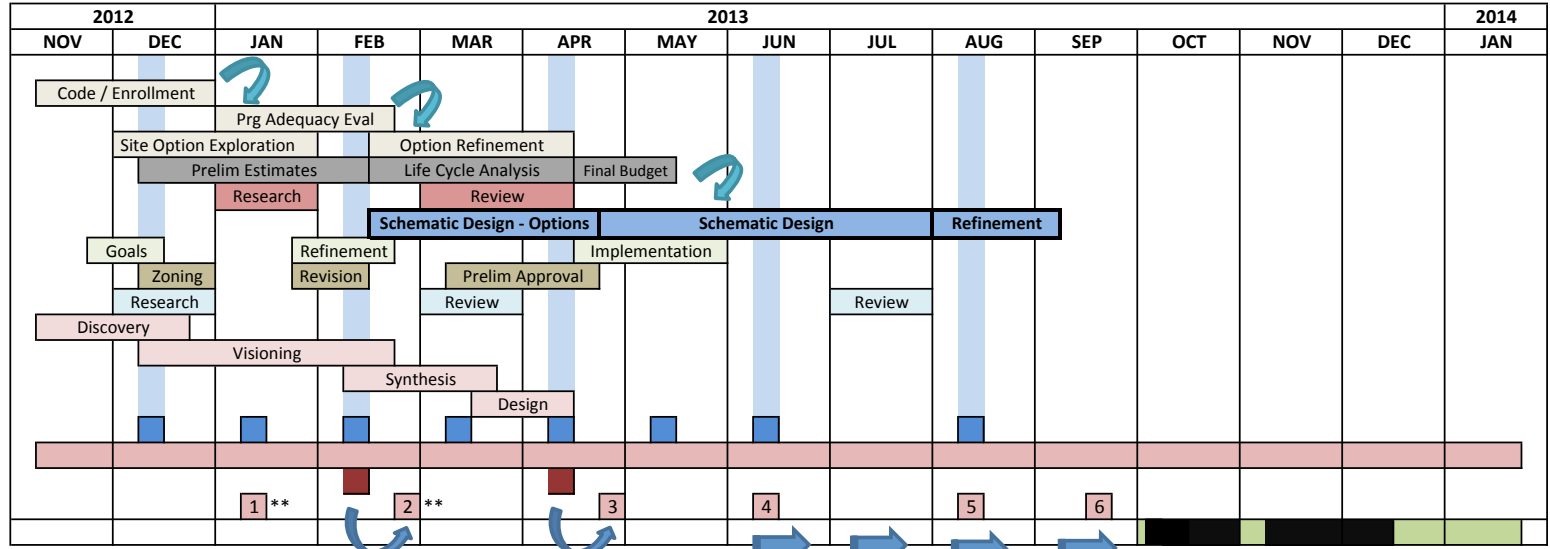 2012 2013 2014
NOV DEC JAN FEB MAR APR MAY JUN JUL AUG SEP OCT NOV DEC JAN
Code / Enrollment
Prg Adequacy Eval
Site Option Exploration Option Refinement
Prelim Estimates Life Cycle Analysis Final Budget
Research Review
Schematic Design - Options Schematic Design Refinement
Goals Refinement Implementation
Zoning Revision Prelim Approval
Research Review Review
Discovery
Visioning
Synthesis
Design
1 ** 2 ** 3 4 5 6